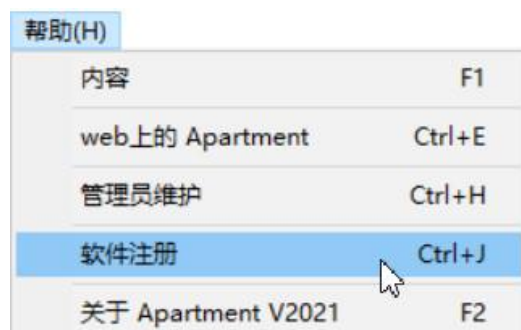 帮助(H)
内容 F1
web上的 Apartment Ctrl+E
管理员维护 Ctrl+H
软件注册 Ctrl+J
关于 Apartment V2021 F2